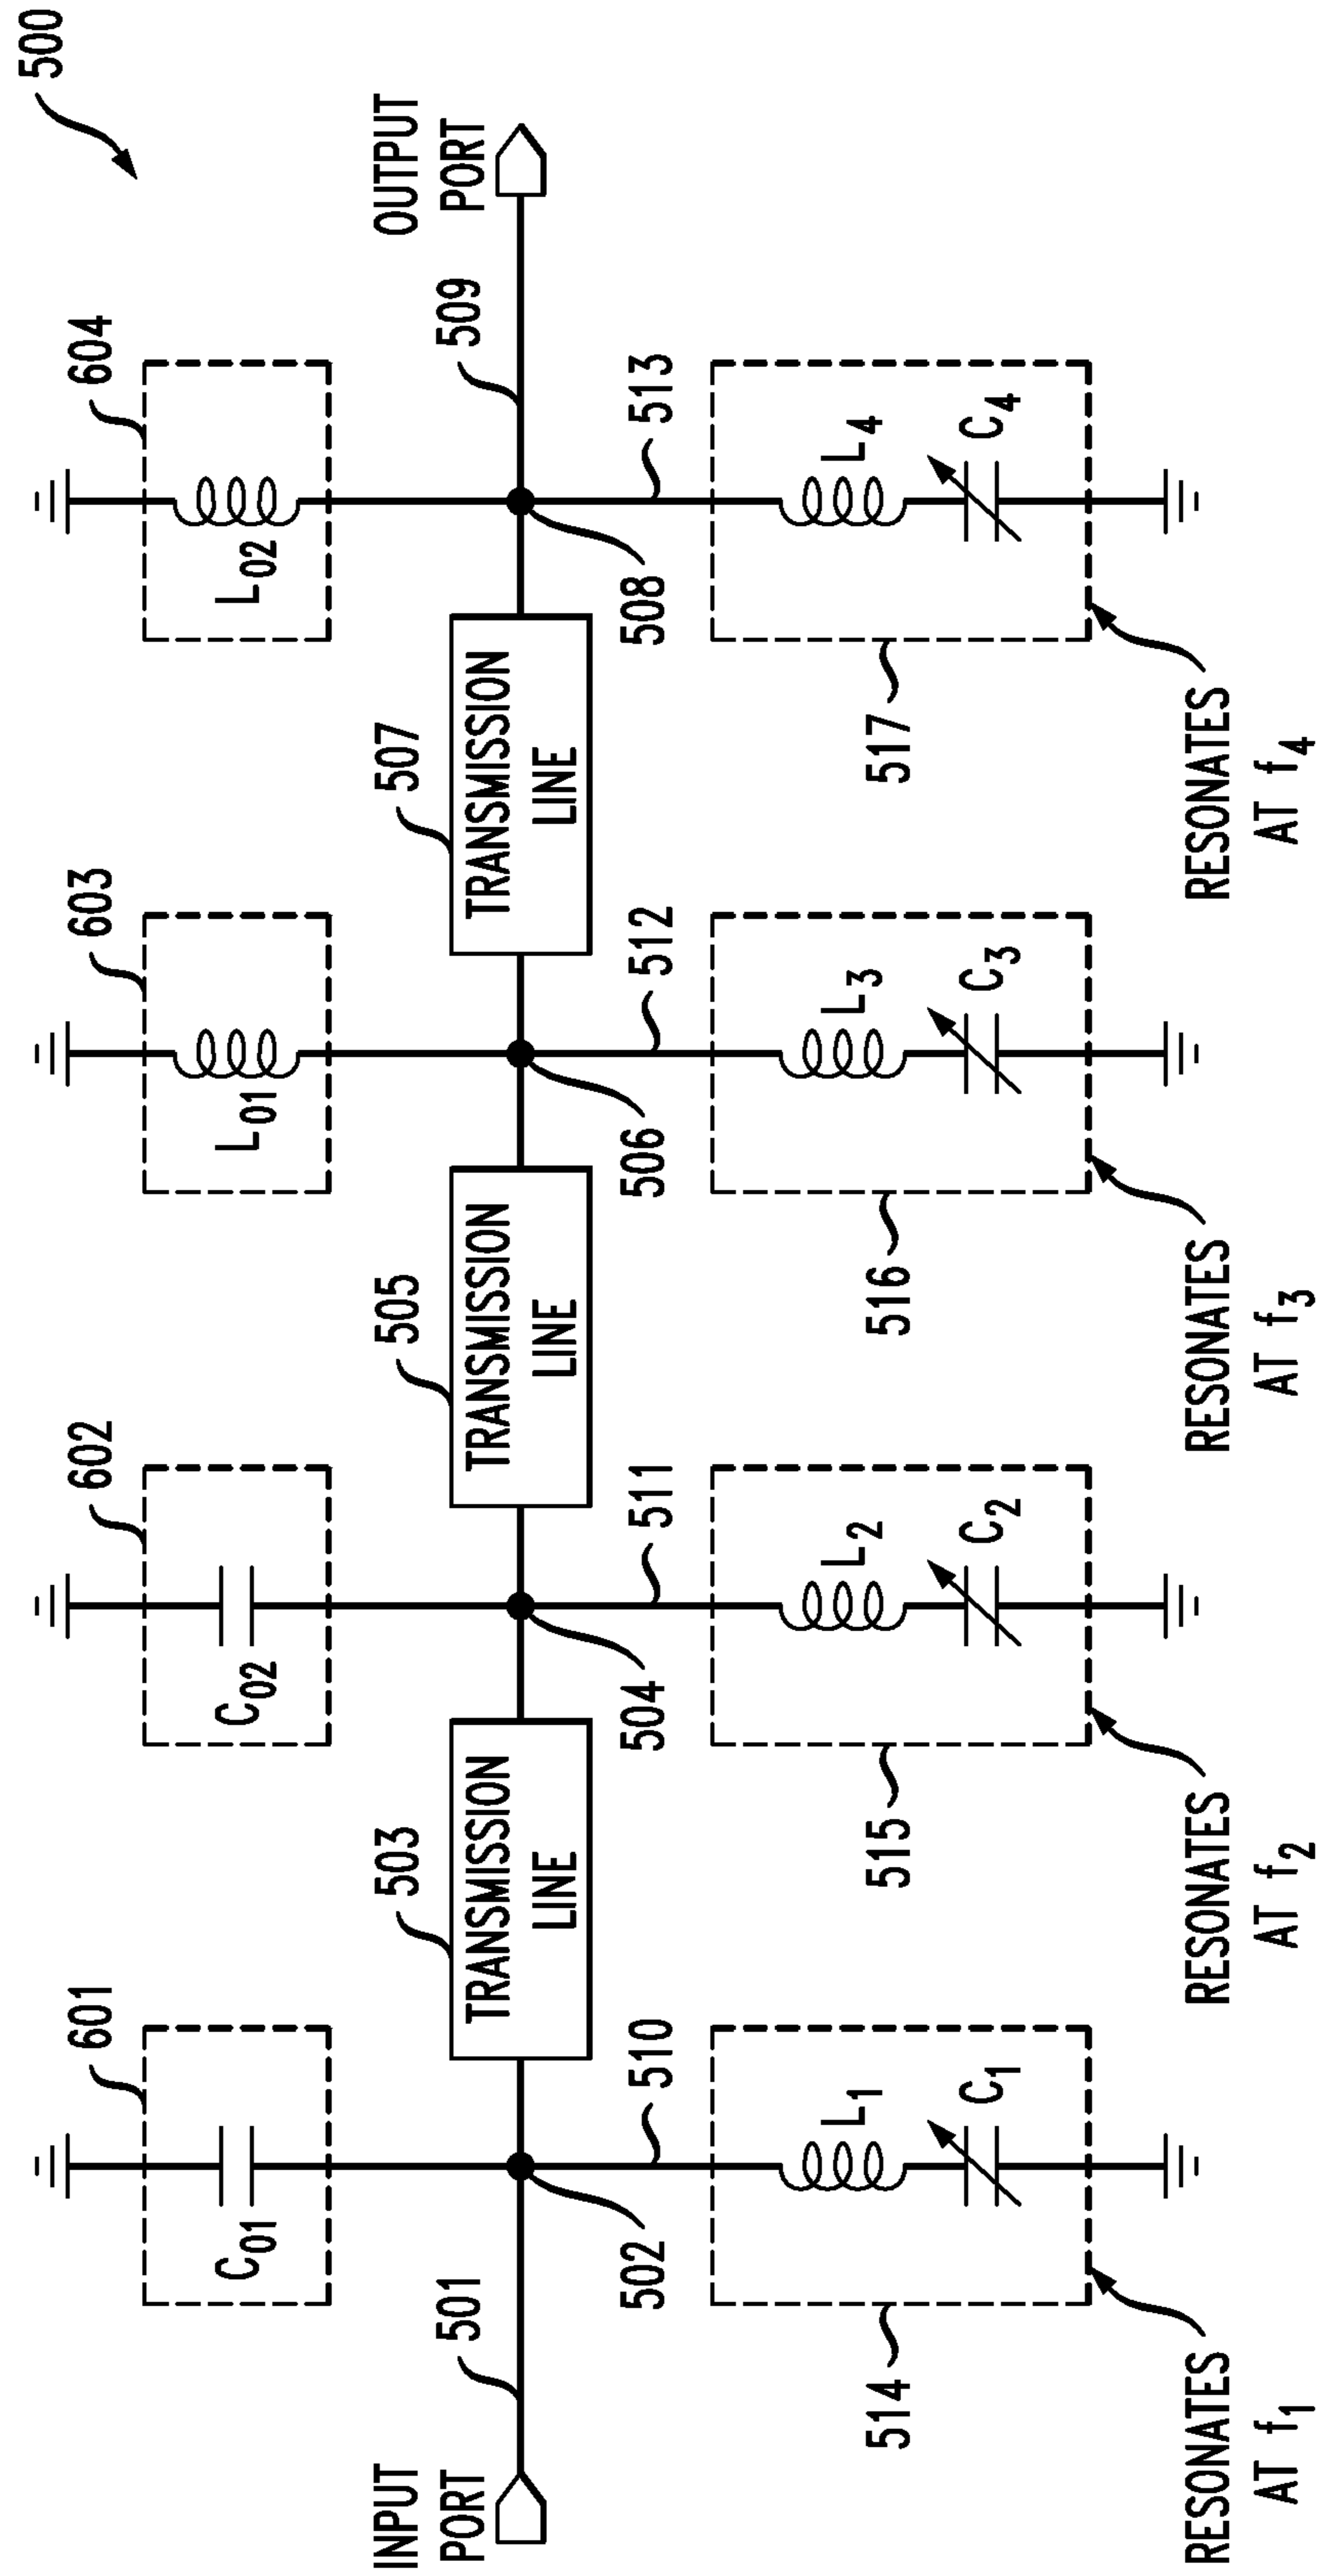 500
601
602
603
604
C01
C02
L01
L02
INPUT
PORT
501
503
505
507
509
OUTPUT
PORT
TRANSMISSION
LINE
TRANSMISSION
LINE
TRANSMISSION
LINE
502
510
504
511
506
512
508
513
L1
C1
L2
C2
L3
C3
L4
C4
514
515
516
517
RESONATES
AT f1
RESONATES
AT f2
RESONATES
AT f3
RESONATES
AT f4